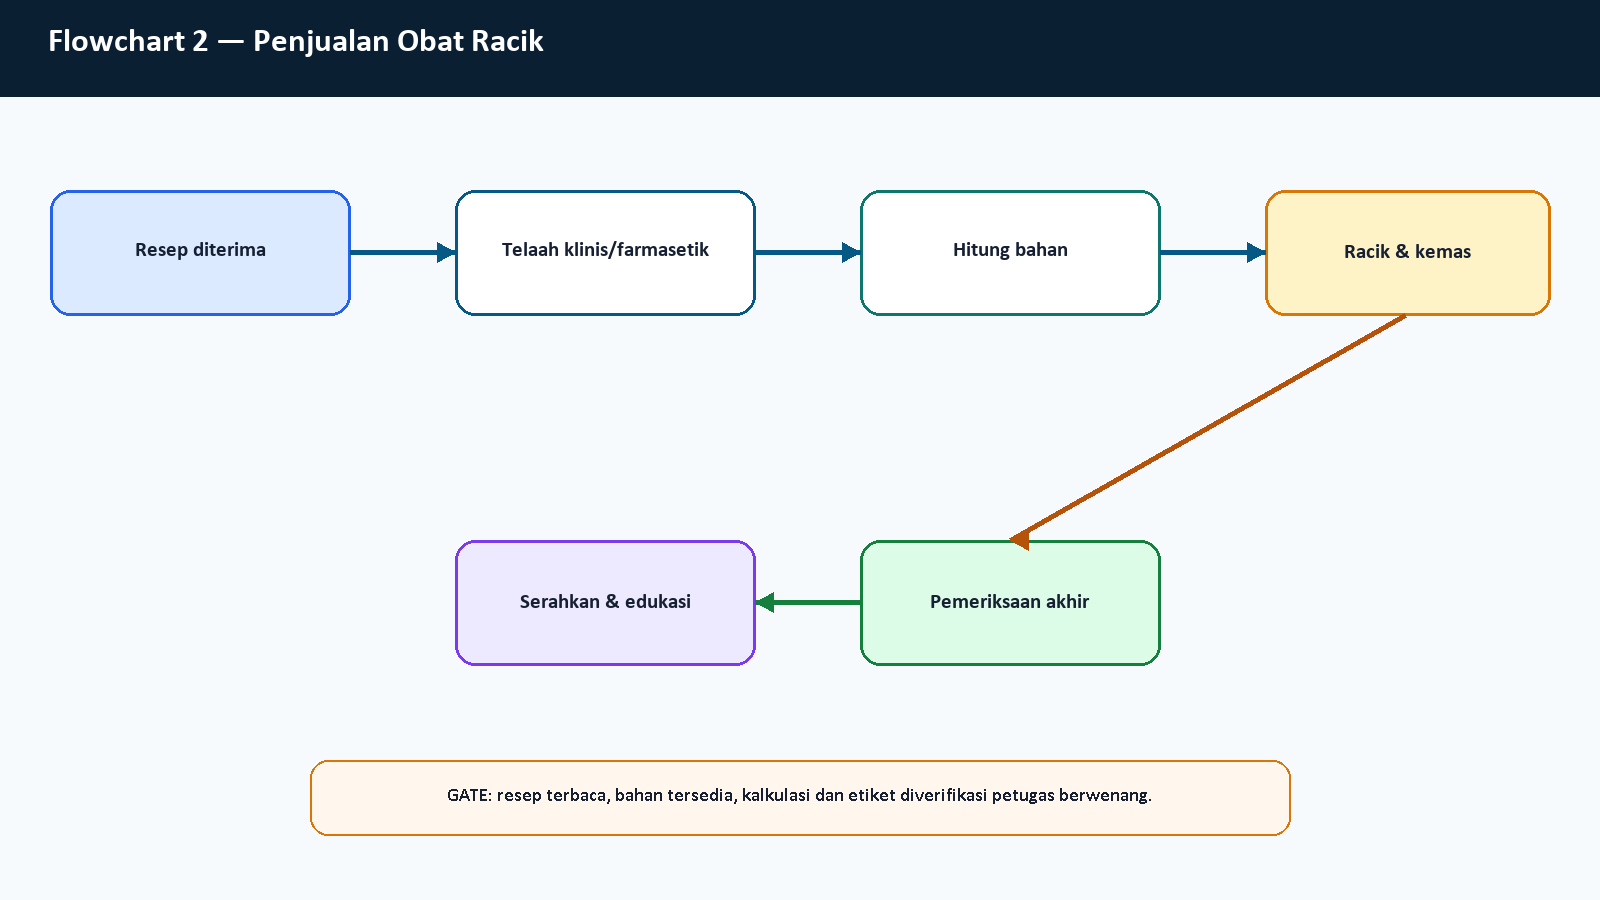 Flowchart 2 — Penjualan Obat Racik
Resep diterima
Telaah klinis/farmasetik
Hitung bahan
Racik & kemas
Serahkan & edukasi
Pemeriksaan akhir
GATE: resep terbaca, bahan tersedia, kalkulasi dan etiket diverifikasi petugas berwenang.